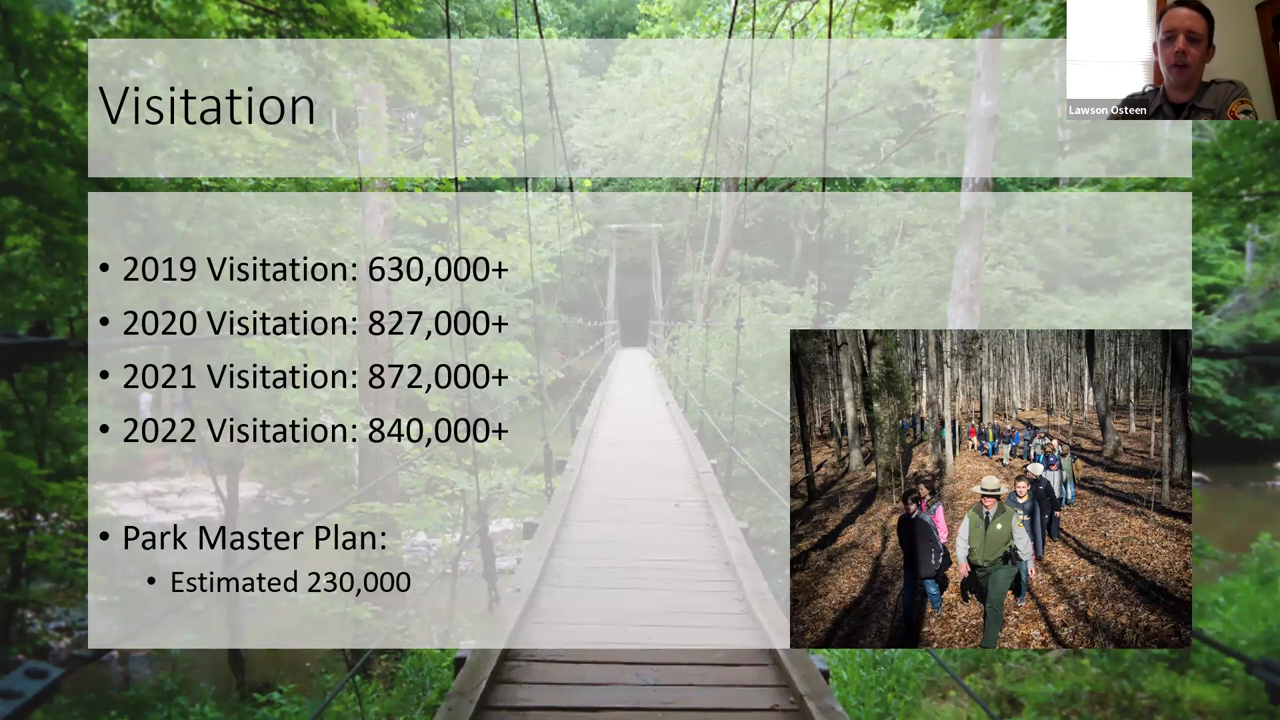 Visitation
Lawson Osteen
• 2019 Visitation: 630,000+
• 2020 Visitation: 827,000+
• 2021 Visitation: 872,000+
• 2022 Visitation: 840,000+
• Park Master Plan:
• Estimated 230,000